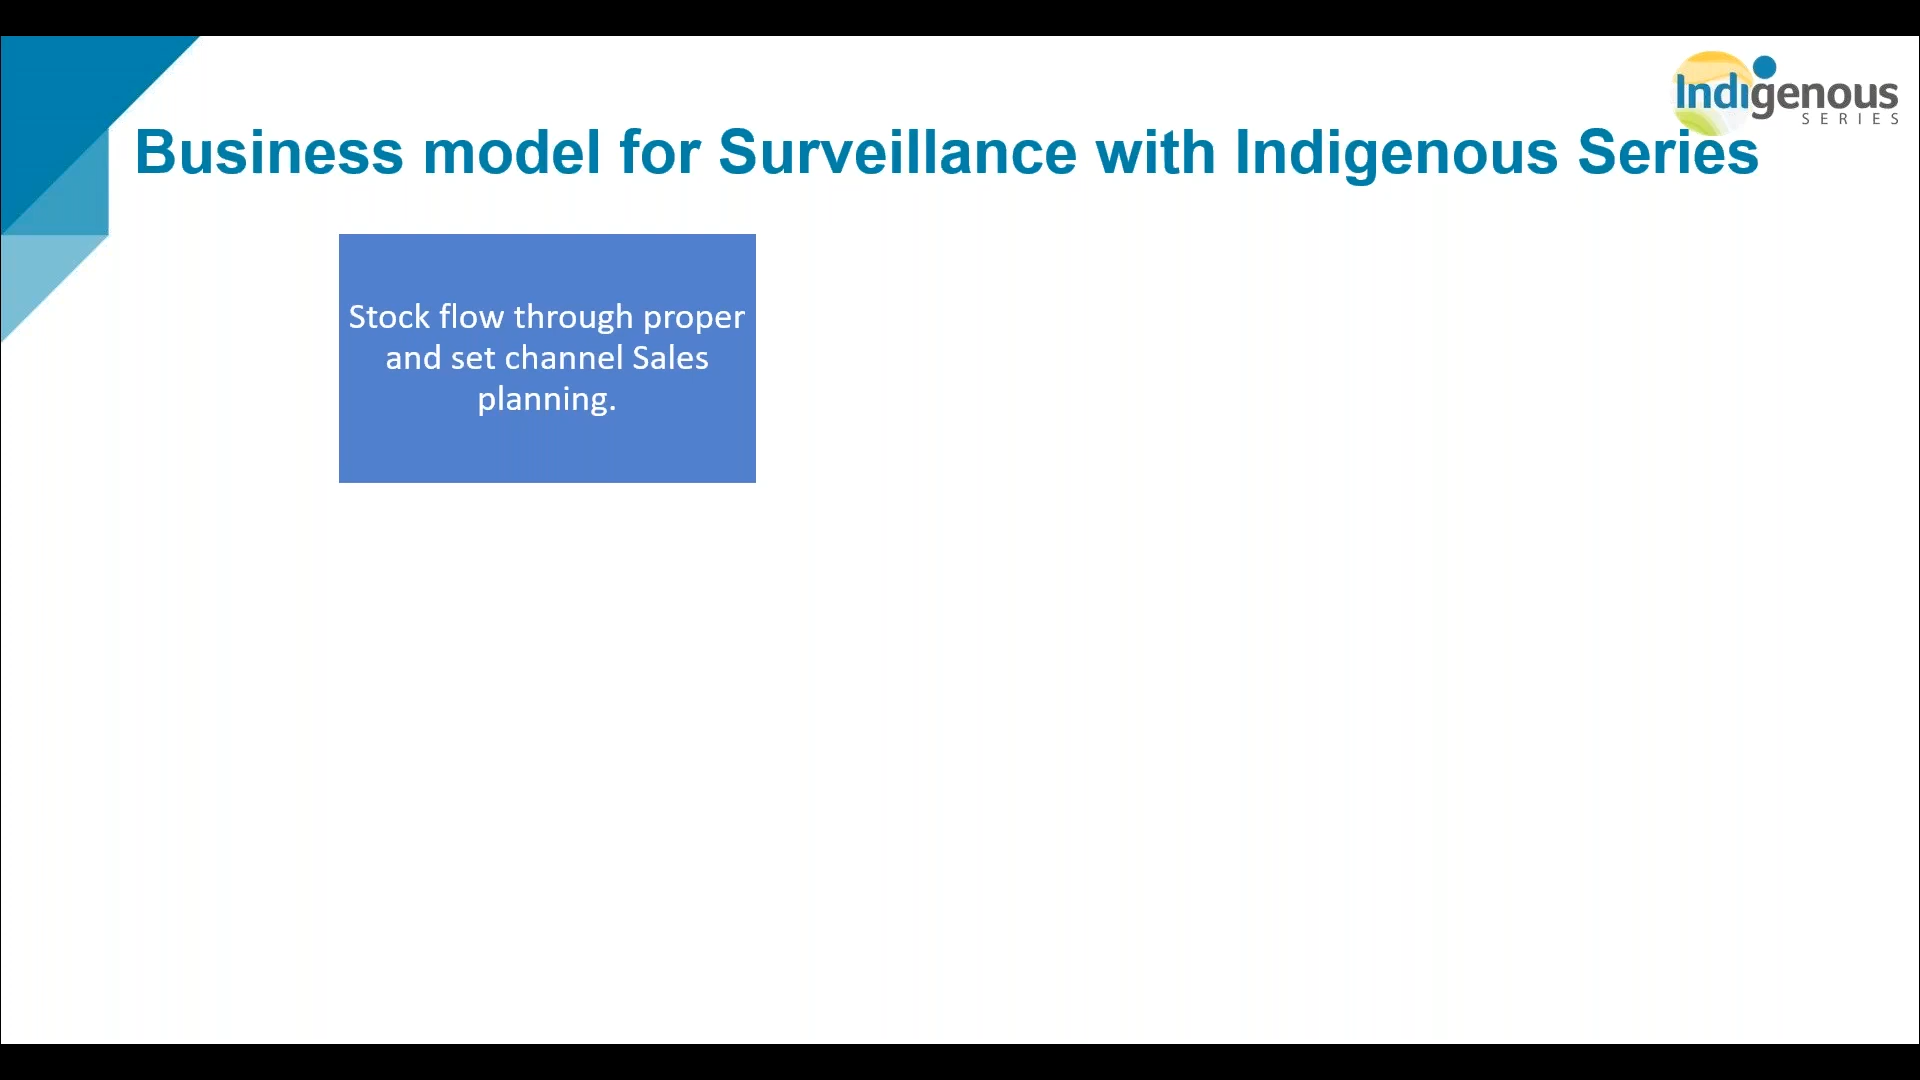 Indigenous
SERIES
Business model for Surveillance with Indigenous Series
Stock flow through proper
and set channel Sales
planning.